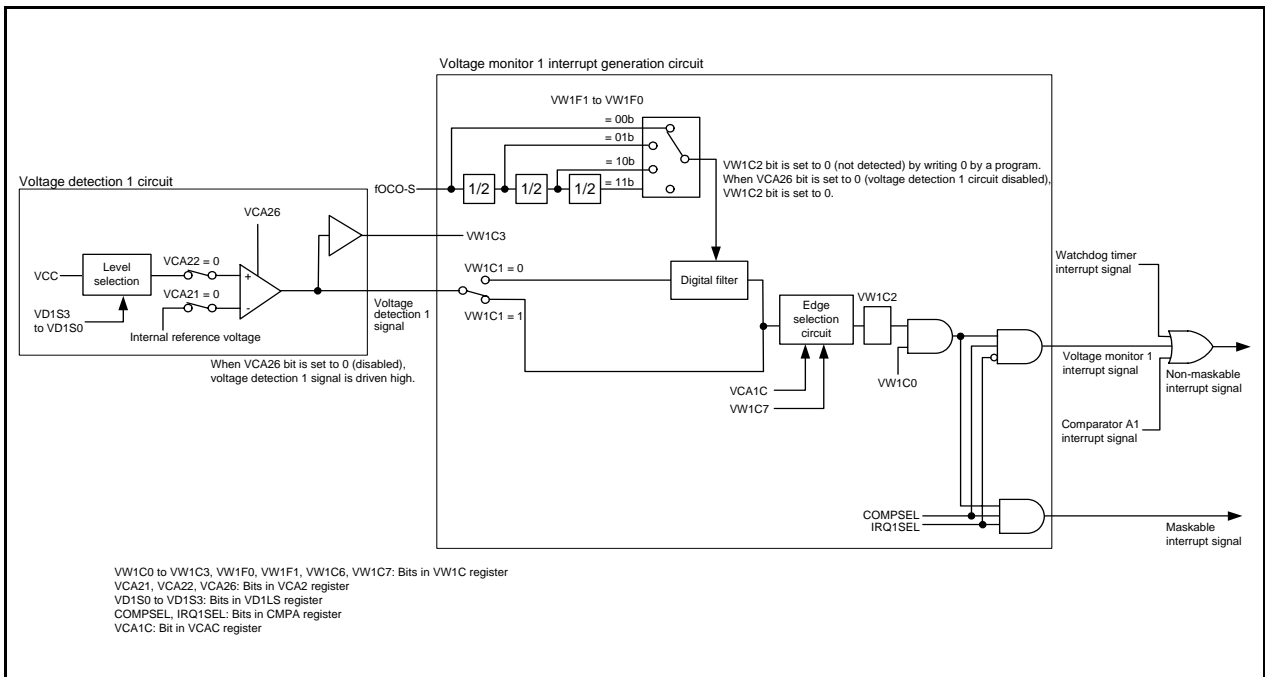 Voltage monitor 1 interrupt generation circuit
VW1F1 to VW1F0
= 00b
= 01b
= 10b
= 11b
fOCO-S
1/2
1/2
1/2
VW1C2 bit is set to 0 (not detected) by writing 0 by a program.
When VCA26 bit is set to 0 (voltage detection 1 circuit disabled),
VW1C2 bit is set to 0.
Voltage detection 1 circuit
VCA26
VW1C3
VCC
Level
selection
VCA22 = 0
+
VCA21 = 0
-
VD1S3
to VD1S0
Internal reference voltage
When VCA26 bit is set to 0 (disabled),
voltage detection 1 signal is driven high.
Voltage
detection 1
signal
VW1C1 = 0
VW1C1 = 1
Digital filter
Edge
selection
circuit
VW1C2
VCA1C
VW1C7
VW1C0
Watchdog timer
interrupt signal
Voltage monitor 1
interrupt signal
Non-maskable
interrupt signal
Comparator A1
interrupt signal
COMPSEL
IRQ1SEL
Maskable
interrupt signal
VW1C0 to VW1C3, VW1F0, VW1F1, VW1C6, VW1C7: Bits in VW1C register
VCA21, VCA22, VCA26: Bits in VCA2 register
VD1S0 to VD1S3: Bits in VD1LS register
COMPSEL, IRQ1SEL: Bits in CMPA register
VCA1C: Bit in VCAC register